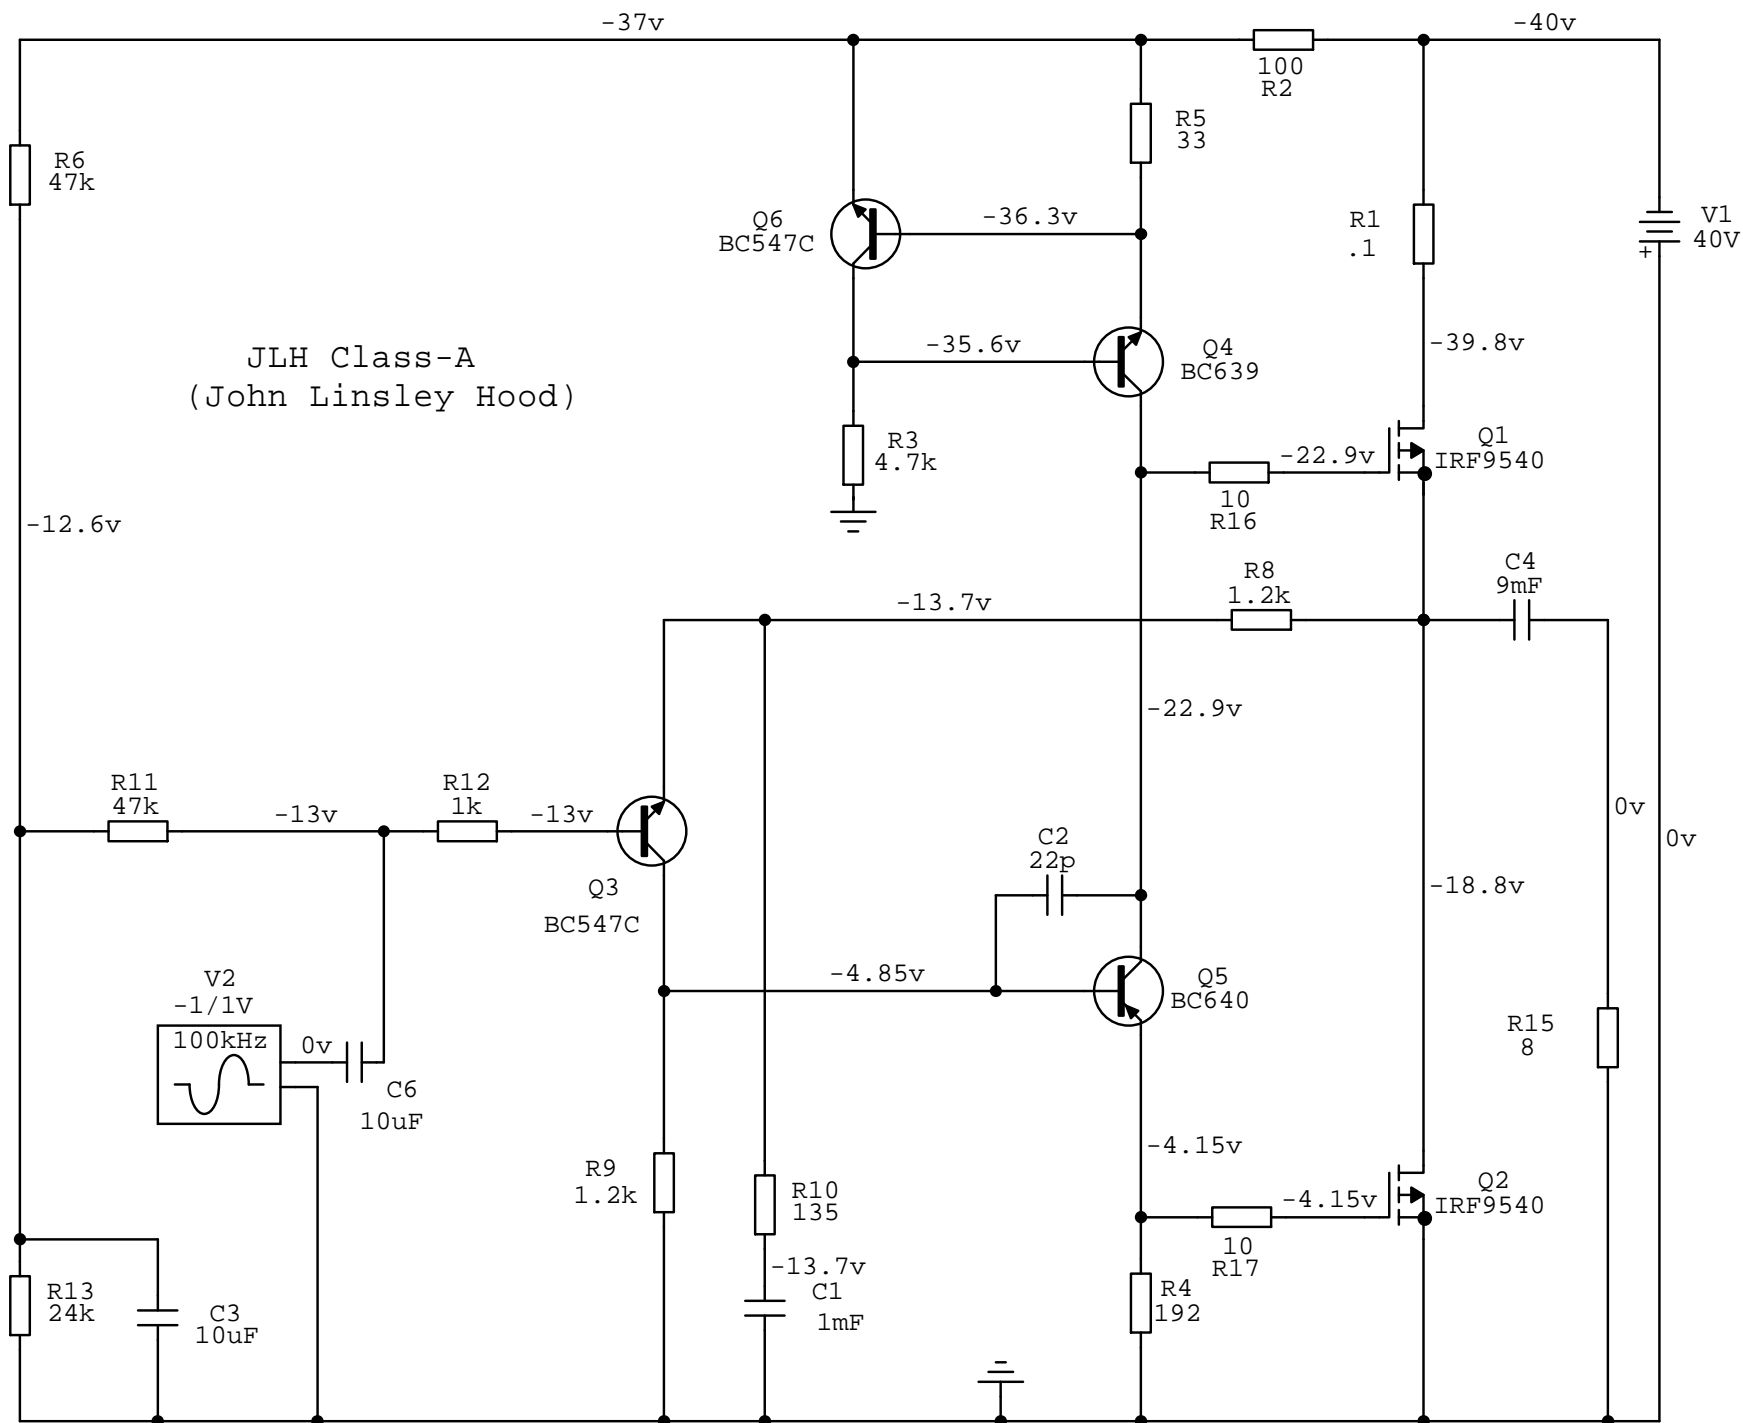 -37v
-40v
100
R2
R5
33
R6
47k
Q6
BC547C
-36.3v
R1
.1
V1
40V
+
JLH Class-A
(John Linsley Hood)
-35.6v
Q4
BC639
-39.8v
R3
4.7k
-22.9v
Q1
IRF9540
10
R16
-12.6v
R8
1.2k
C4
9mF
-13.7v
-22.9v
R11
47k
-13v
R12
1k
-13v
0v
0v
C2
22p
Q3
BC547C
-18.8v
-4.85v
Q5
BC640
V2
-1/1V
100kHz
0v
C6
10uF
R15
8
-4.15v
R9
1.2k
R10
135
-4.15v
Q2
IRF9540
10
R17
-13.7v
C1
1mF
R13
24k
C3
10uF
R4
192